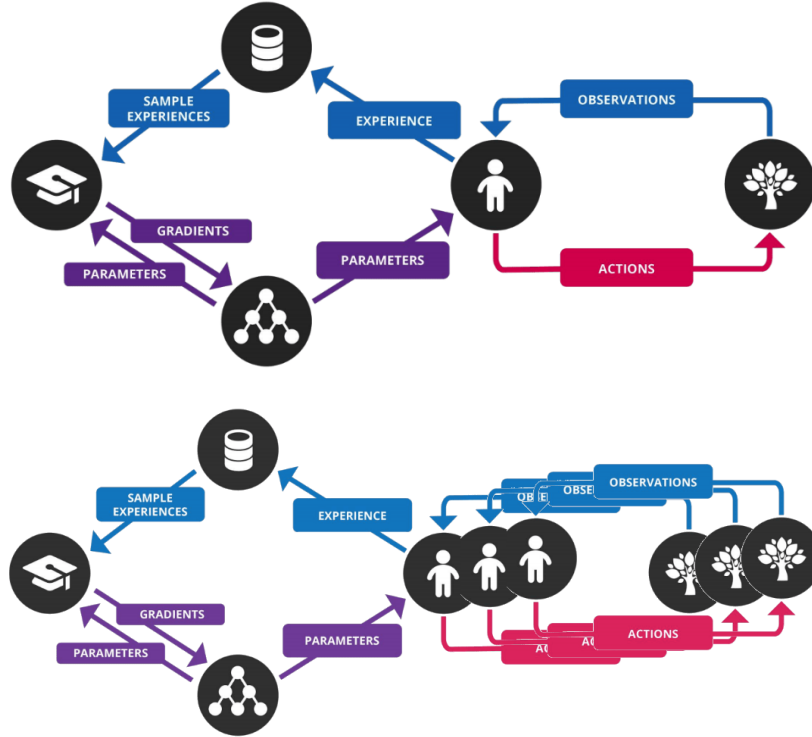 SAMPLE
EXPERIENCES
EXPERIENCE
OBSERVATIONS
GRADIENTS
PARAMETERS
PARAMETERS
ACTIONS
SAMPLE
EXPERIENCES
EXPERIENCE
OBSERVATIONS
GRADIENTS
PARAMETERS
PARAMETERS
ACTIONS